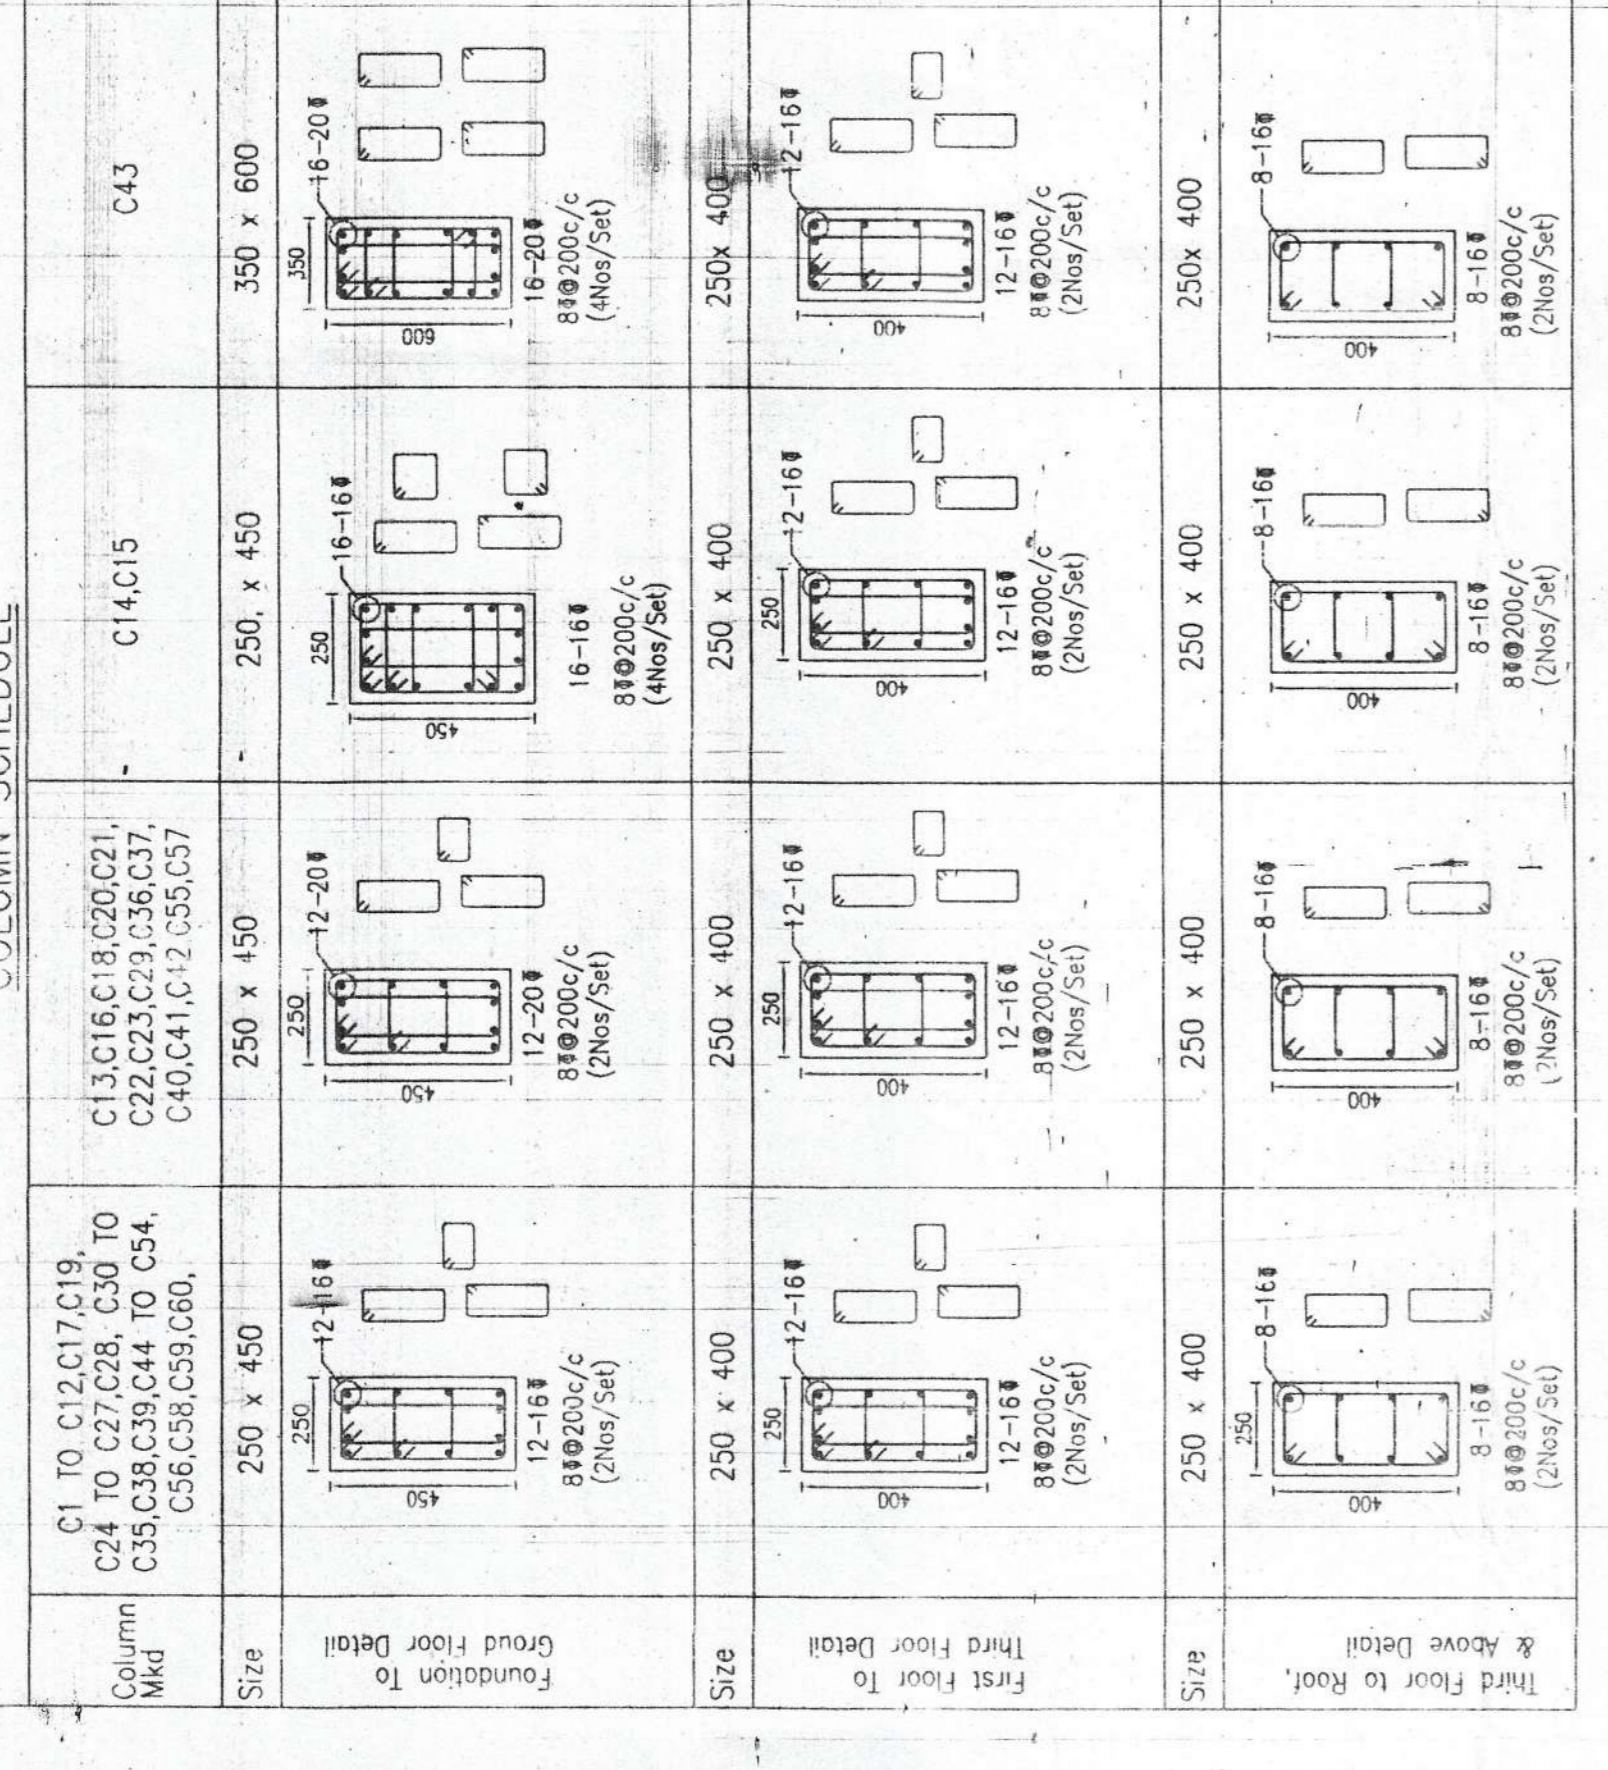 COLUMN SCHEDULE
Column
Mkd
C1 TO C12,C17,C19,
C24 TO C27,C28, C30 TO
C35,C38,C39,C44 TO C54,
C56,C58,C59,C60,
C13,C16,C18,C20,C21,
C22,C23,C29,C36,C37,
C40,C41,C42 C55,C57
C14,C15
C43
Size
250 x 450
250 x 450
250, x 450
350 x 600
Foundation To
Groud Floor Detail
250
450
12-16Φ
12-16Φ
8Φ@200c/c
(2Nos/Set)
250
450
12-20Φ
12-20Φ
8Φ@200c/c
(2Nos/Set)
250
450
16-16Φ
16-16Φ
8Φ@200c/c
(4Nos/Set)
350
600
16-20Φ
16-20Φ
8Φ@200c/c
(4Nos/Set)
Size
250 x 400
250 x 400
250 x 400
250x 400
First Floor To
Third Floor Detail
250
400
12-16Φ
12-16Φ
8Φ@200c/c
(2Nos/Set)
250
400
12-16Φ
12-16Φ
8Φ@200c/c
(2Nos/Set)
250
400
12-16Φ
12-16Φ
8Φ@200c/c
(2Nos/Set)
400
12-16Φ
12-16Φ
8Φ@200c/c
(2Nos/Set)
Size
250 x 400
250 x 400
250 x 400
250x 400
Third Floor to Roof,
& Above Detail
250
400
8-16Φ
8-16Φ
8Φ@200c/c
(2Nos/Set)
400
8-16Φ
8-16Φ
8Φ@200c/c
(2Nos/Set)
400
8-16Φ
8-16Φ
8Φ@200c/c
(2Nos/Set)
400
8-16Φ
8-16Φ
8Φ@200c/c
(2Nos/Set)